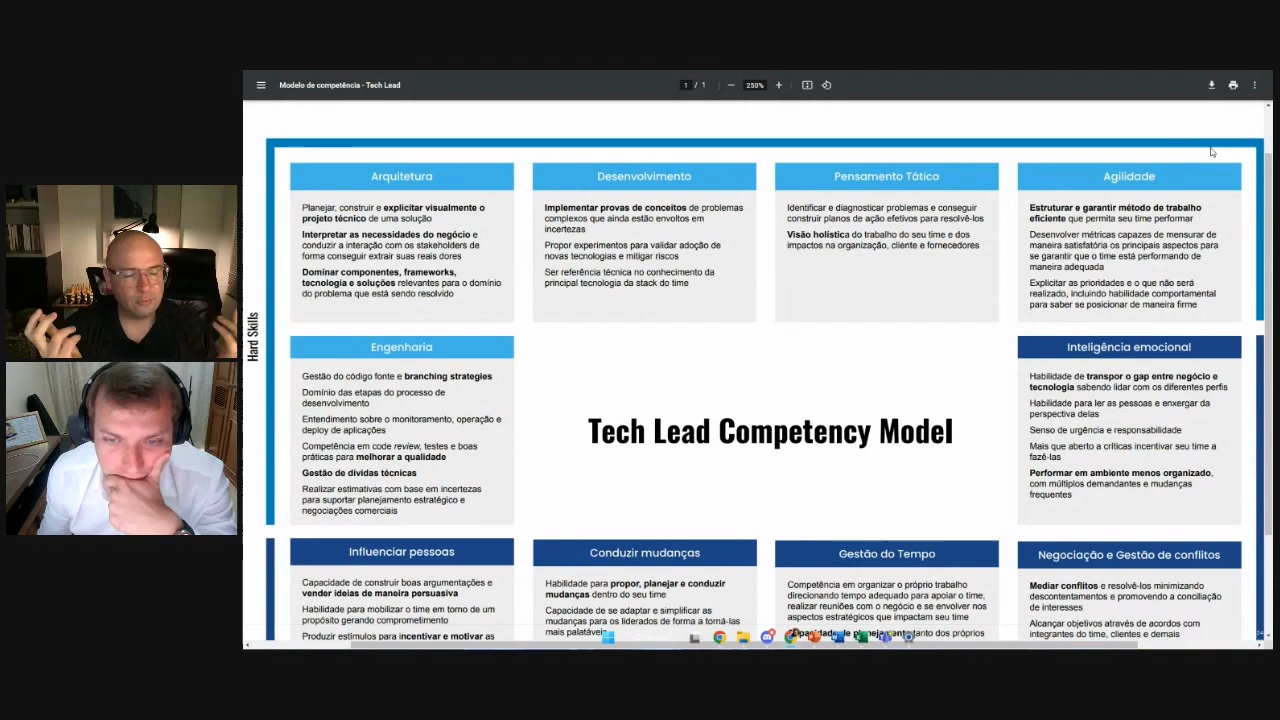 Modelo de competência - Tech Lead
1 / 1
250%
Hard Skills
Arquitetura
Planejar, construir e explicitar visualmente o
projeto técnico de uma solução
Interpretar as necessidades do negócio e
conduzir a interação com os stakeholders de
forma conseguir extrair suas reais dores
Dominar componentes, frameworks,
tecnologia e soluções relevantes para o domínio
do problema que está sendo resolvido
Desenvolvimento
Implementar provas de conceitos de problemas
complexos que ainda estão envoltos em
incertezas
Propor experimentos para validar adoção de
novas tecnologias e mitigar riscos
Ser referência técnica no conhecimento da
principal tecnologia da stack do time
Pensamento Tático
Identificar e diagnosticar problemas e conseguir
construir planos de ação efetivos para resolvê-los
Visão holística do trabalho do seu time e dos
impactos na organização, cliente e fornecedores
Agilidade
Estruturar e garantir método de trabalho
eficiente que permita seu time performar
Desenvolver métricas capazes de mensurar de
maneira satisfatória os principais aspectos para
se garantir que o time está performando de
maneira adequada
Explicitar as prioridades e o que não será
realizado, incluindo habilidade comportamental
para saber se posicionar de maneira firme
Engenharia
Gestão do código fonte e branching strategies
Domínio das etapas do processo de
desenvolvimento
Entendimento sobre o monitoramento, operação e
deploy de aplicações
Competência em code review, testes e boas
práticas para melhorar a qualidade
Gestão de dívidas técnicas
Realizar estimativas com base em incertezas
para suportar planejamento estratégico e
negociações comerciais
Tech Lead Competency Model
Inteligência emocional
Habilidade de transpor o gap entre negócio e
tecnologia sabendo lidar com os diferentes perfis
Habilidade para ler as pessoas e enxergar da
perspectiva delas
Senso de urgência e responsabilidade
Mais que aberto a críticas incentivar seu time a
fazê-las
Performar em ambiente menos organizado,
com múltiplos demandantes e mudanças
frequentes
Influenciar pessoas
Capacidade de construir boas argumentações e
vender ideias de maneira persuasiva
Habilidade para mobilizar o time em torno de um
propósito gerando comprometimento
Produzir estímulos para incentivar e motivar as
Conduzir mudanças
Habilidade para propor, planejar e conduzir
mudanças dentro do seu time
Capacidade de se adaptar e simplificar as
mudanças para os liderados de forma a torná-las
mais palatáveis
Gestão do Tempo
Competência em organizar o próprio trabalho
direcionando tempo adequado para apoiar o time,
realizar reuniões com o negócio e se envolver nos
aspectos estratégicos que impactam seu time
tanto dos próprios
Negociação e Gestão de conflitos
Mediar conflitos e resolvê-los minimizando
descontentamentos e promovendo a conciliação
de interesses
Alcançar objetivos através de acordos com
integrantes do time, clientes e demais